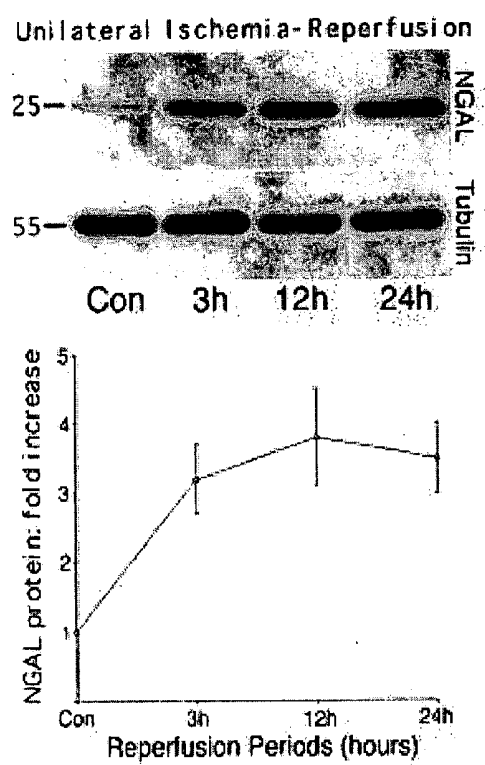 Unilateral Ischemia-Reperfusion
25
NGAL
55
Tubulin
Con 3h 12h 24h
NGAL protein: fold increase
5
4
3
2
1
Con 3h 12h 24h
Reperfusion Periods (hours)